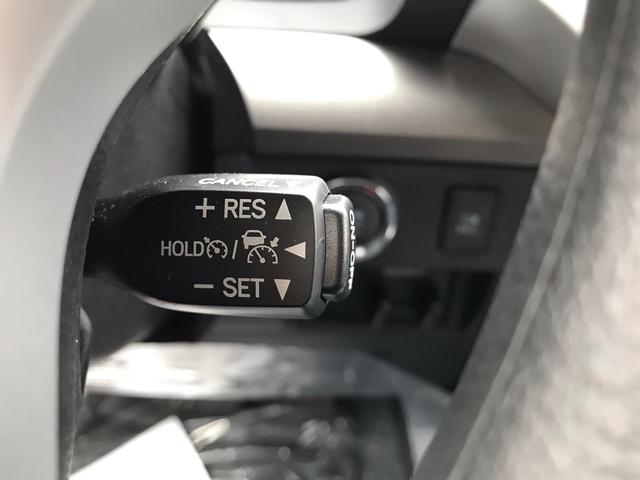 CANCEL
+ RES ▲
HOLD / ◀
− SET ▼
ON-OFF